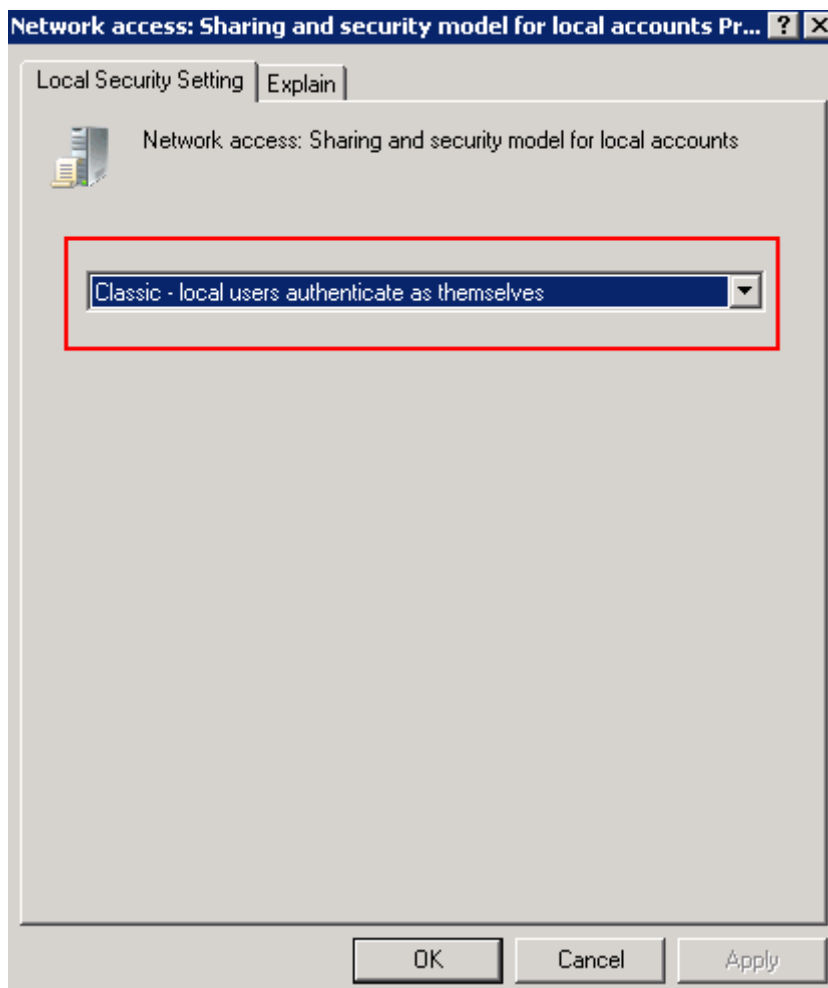 Network access: Sharing and security model for local accounts Pr...
Local Security Setting
Explain
Network access: Sharing and security model for local accounts
Classic - local users authenticate as themselves
OK
Cancel
Apply